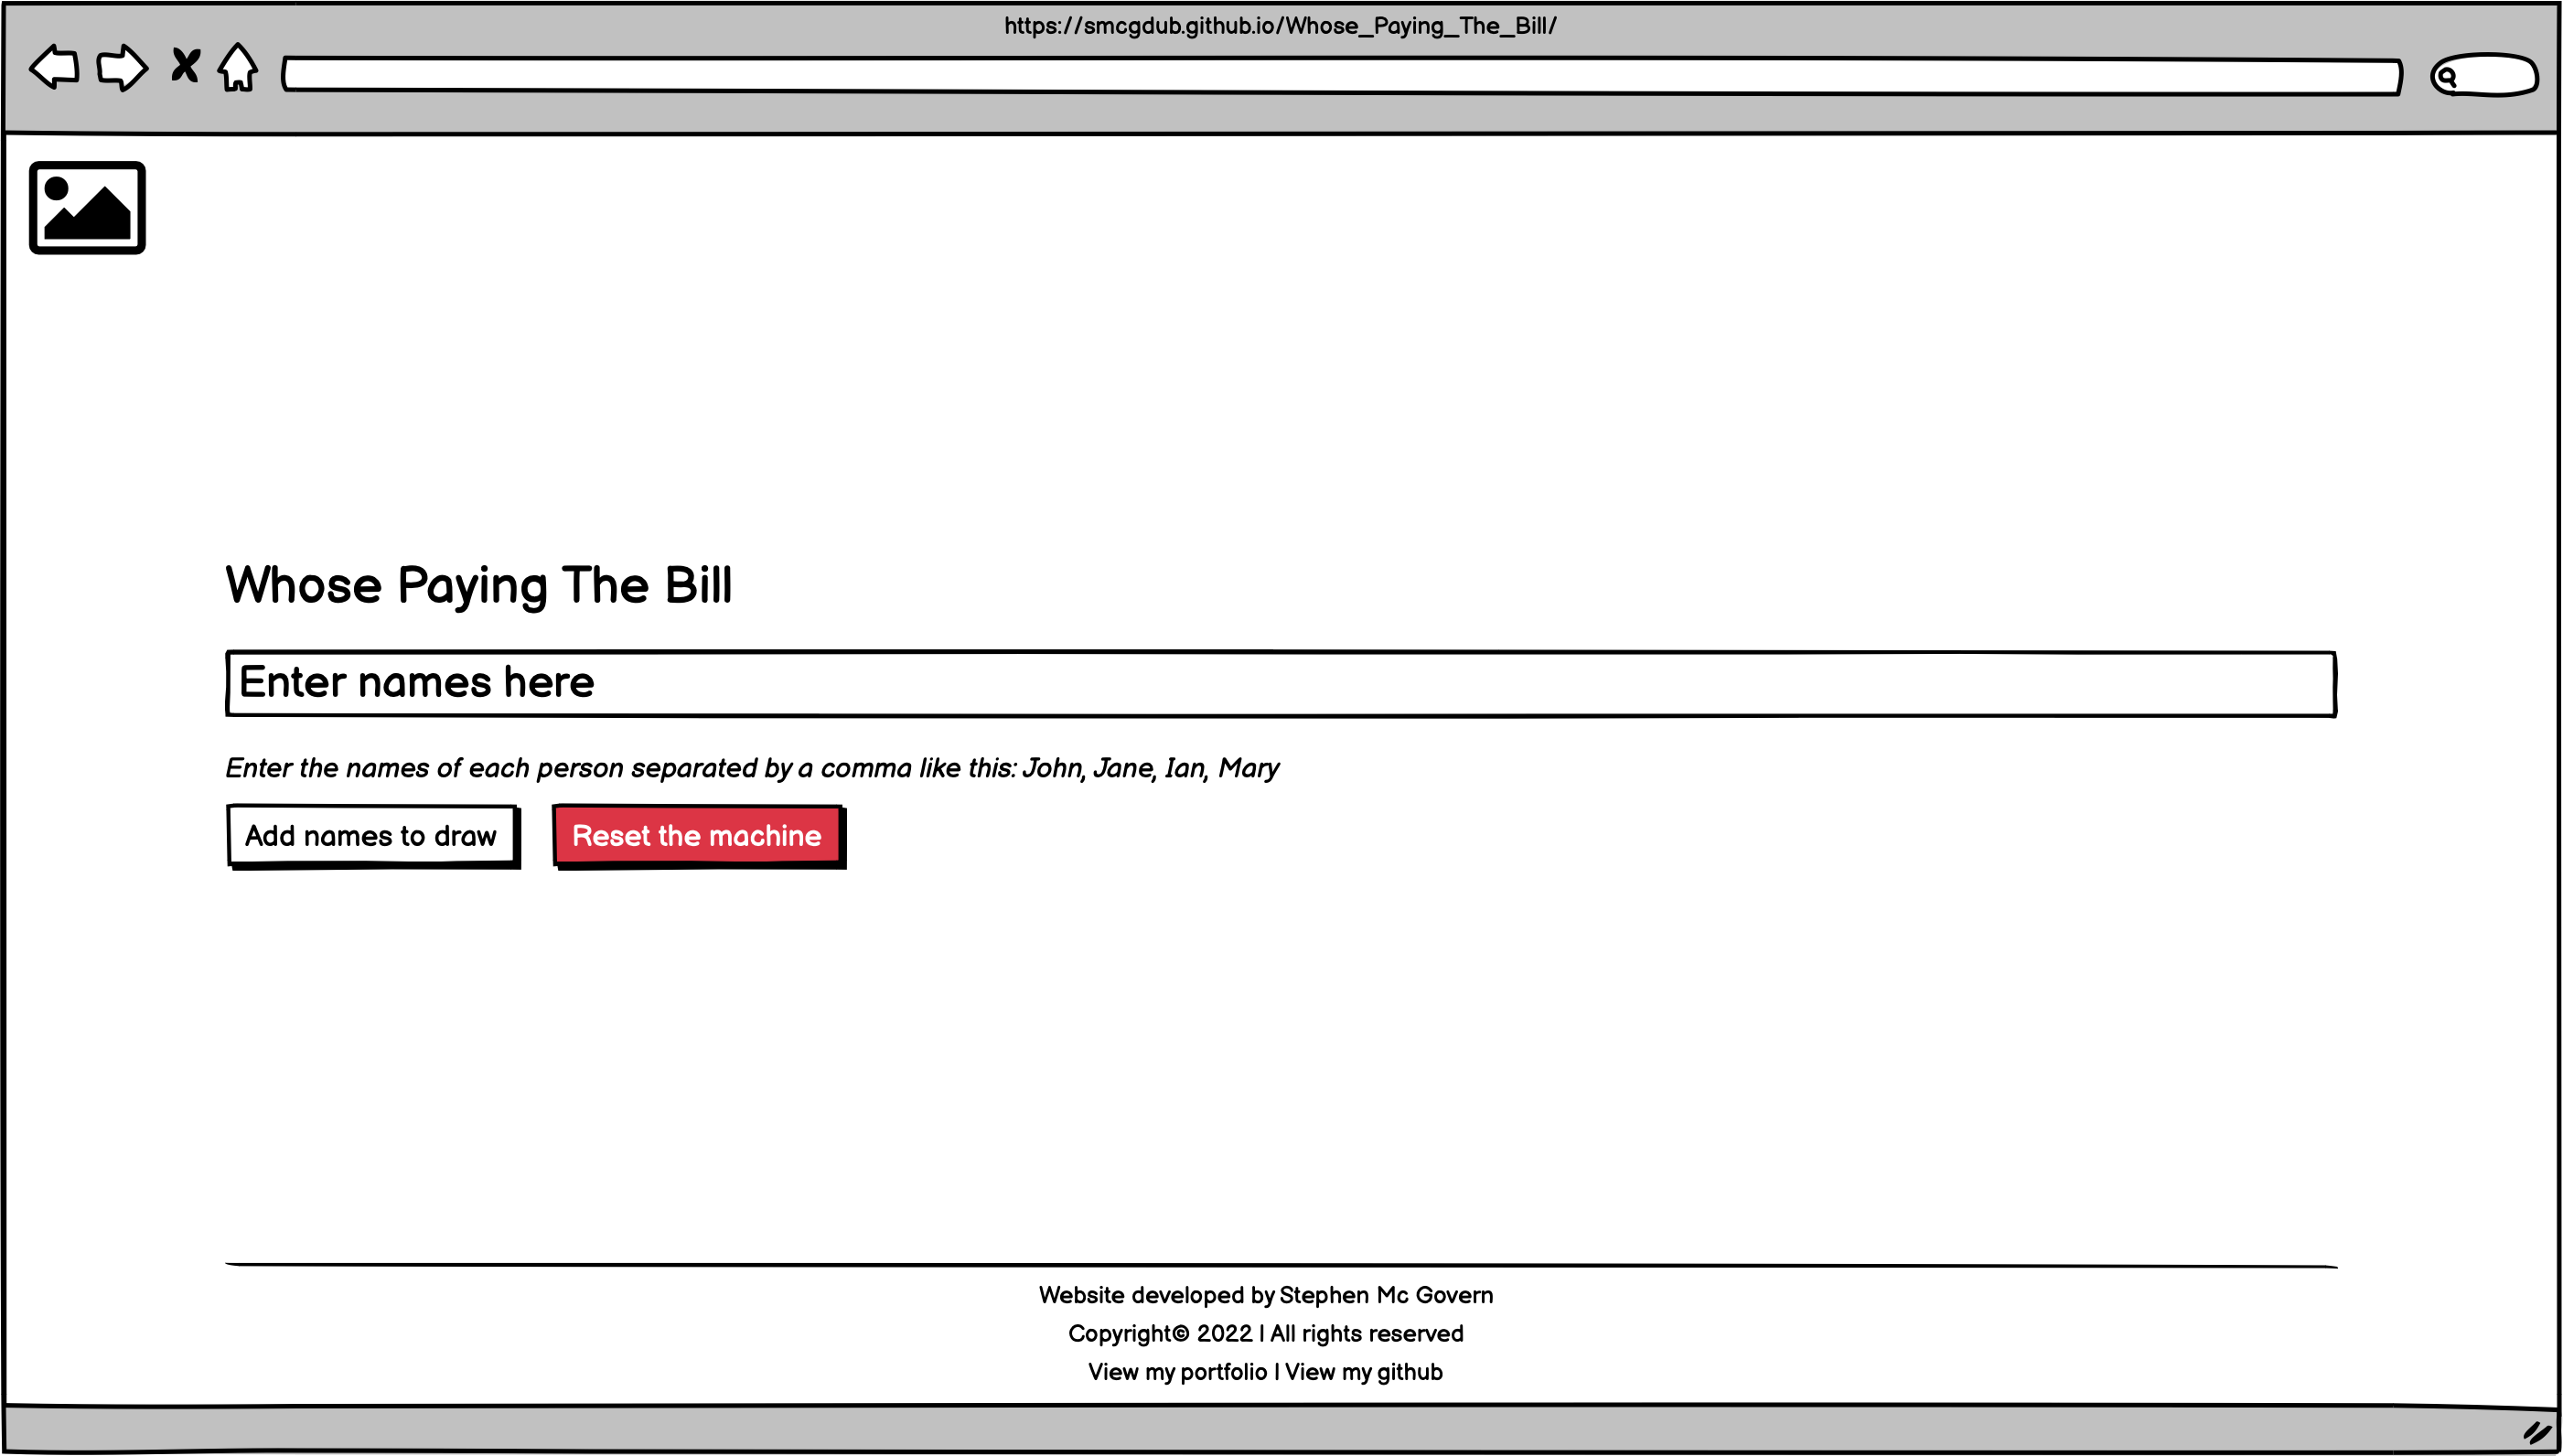 https://smcgdub.github.io/Whose_Paying_The_Bill/
Whose Paying The Bill
Enter names here
Enter the names of each person separated by a comma like this: John, Jane, Ian, Mary
Add names to draw
Reset the machine
Website developed by Stephen Mc Govern
Copyright© 2022 | All rights reserved
View my portfolio | View my github